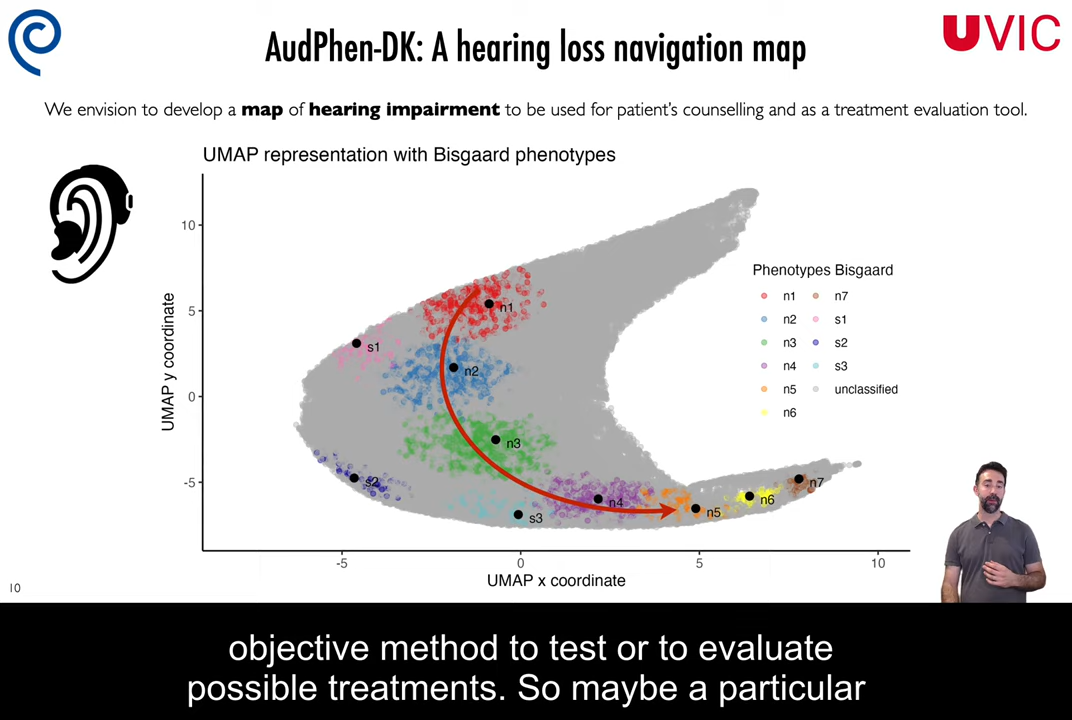 UVIC
AudPhen-DK: A hearing loss navigation map
We envision to develop a map of hearing impairment to be used for patient's counselling and as a treatment evaluation tool.
UMAP representation with Bisgaard phenotypes
UMAP y coordinate
10
5
0
-5
n1
s1
n2
n3
s2
s3
n4
n5
n6
n7
Phenotypes Bisgaard
n1 n7
n2 s1
n3 s2
n4 s3
n5 unclassified
n6
-5 0 5 10
UMAP x coordinate
10
objective method to test or to evaluate
possible treatments. So maybe a particular